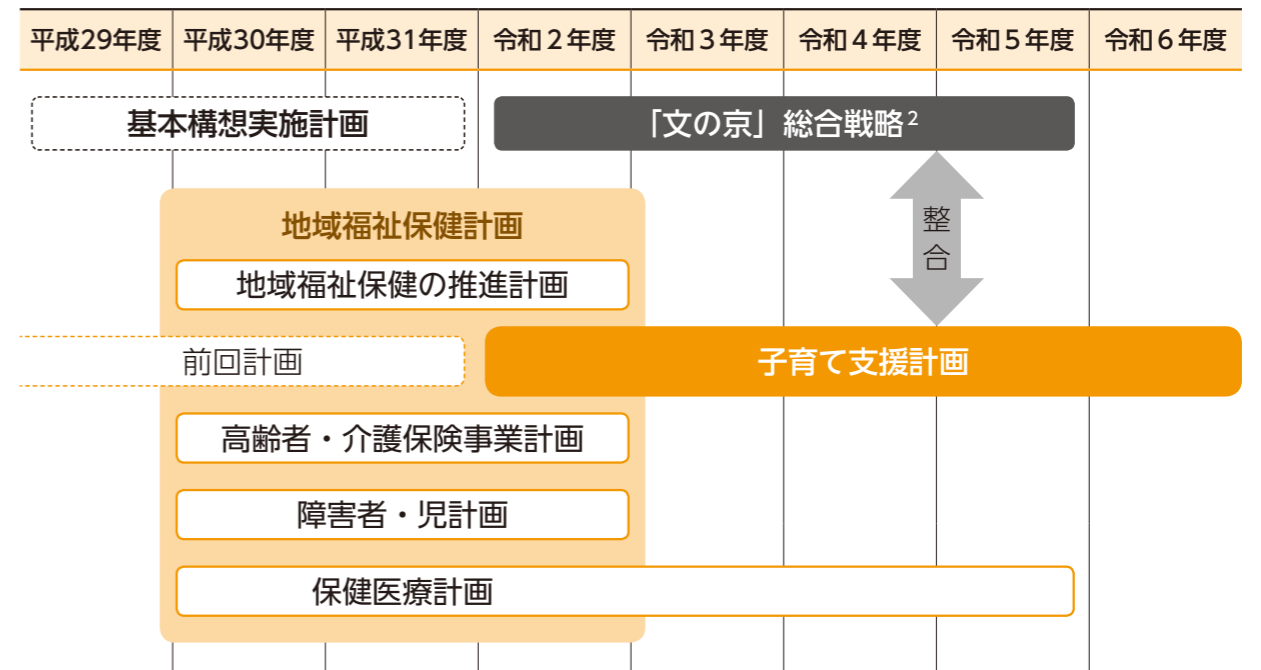 平成29年度 平成30年度 平成31年度 令和2年度 令和3年度 令和4年度 令和5年度 令和6年度
基本構想実施計画 「文の京」総合戦略2
整合
地域福祉保健計画
地域福祉保健の推進計画
前回計画 子育て支援計画
高齢者・介護保険事業計画
障害者・児計画
保健医療計画